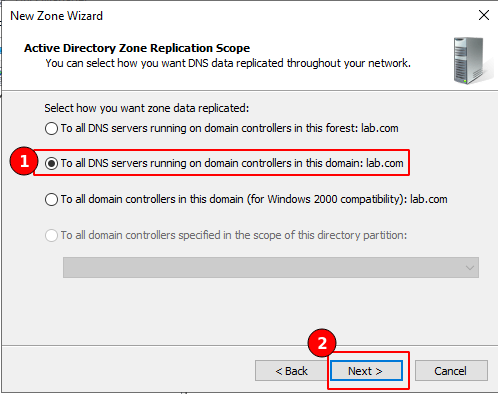 New Zone Wizard
Active Directory Zone Replication Scope
You can select how you want DNS data replicated throughout your network.
Select how you want zone data replicated:
To all DNS servers running on domain controllers in this forest: lab.com
1
To all DNS servers running on domain controllers in this domain: lab.com
To all domain controllers in this domain (for Windows 2000 compatibility): lab.com
To all domain controllers specified in the scope of this directory partition:
2
< Back
Next >
Cancel